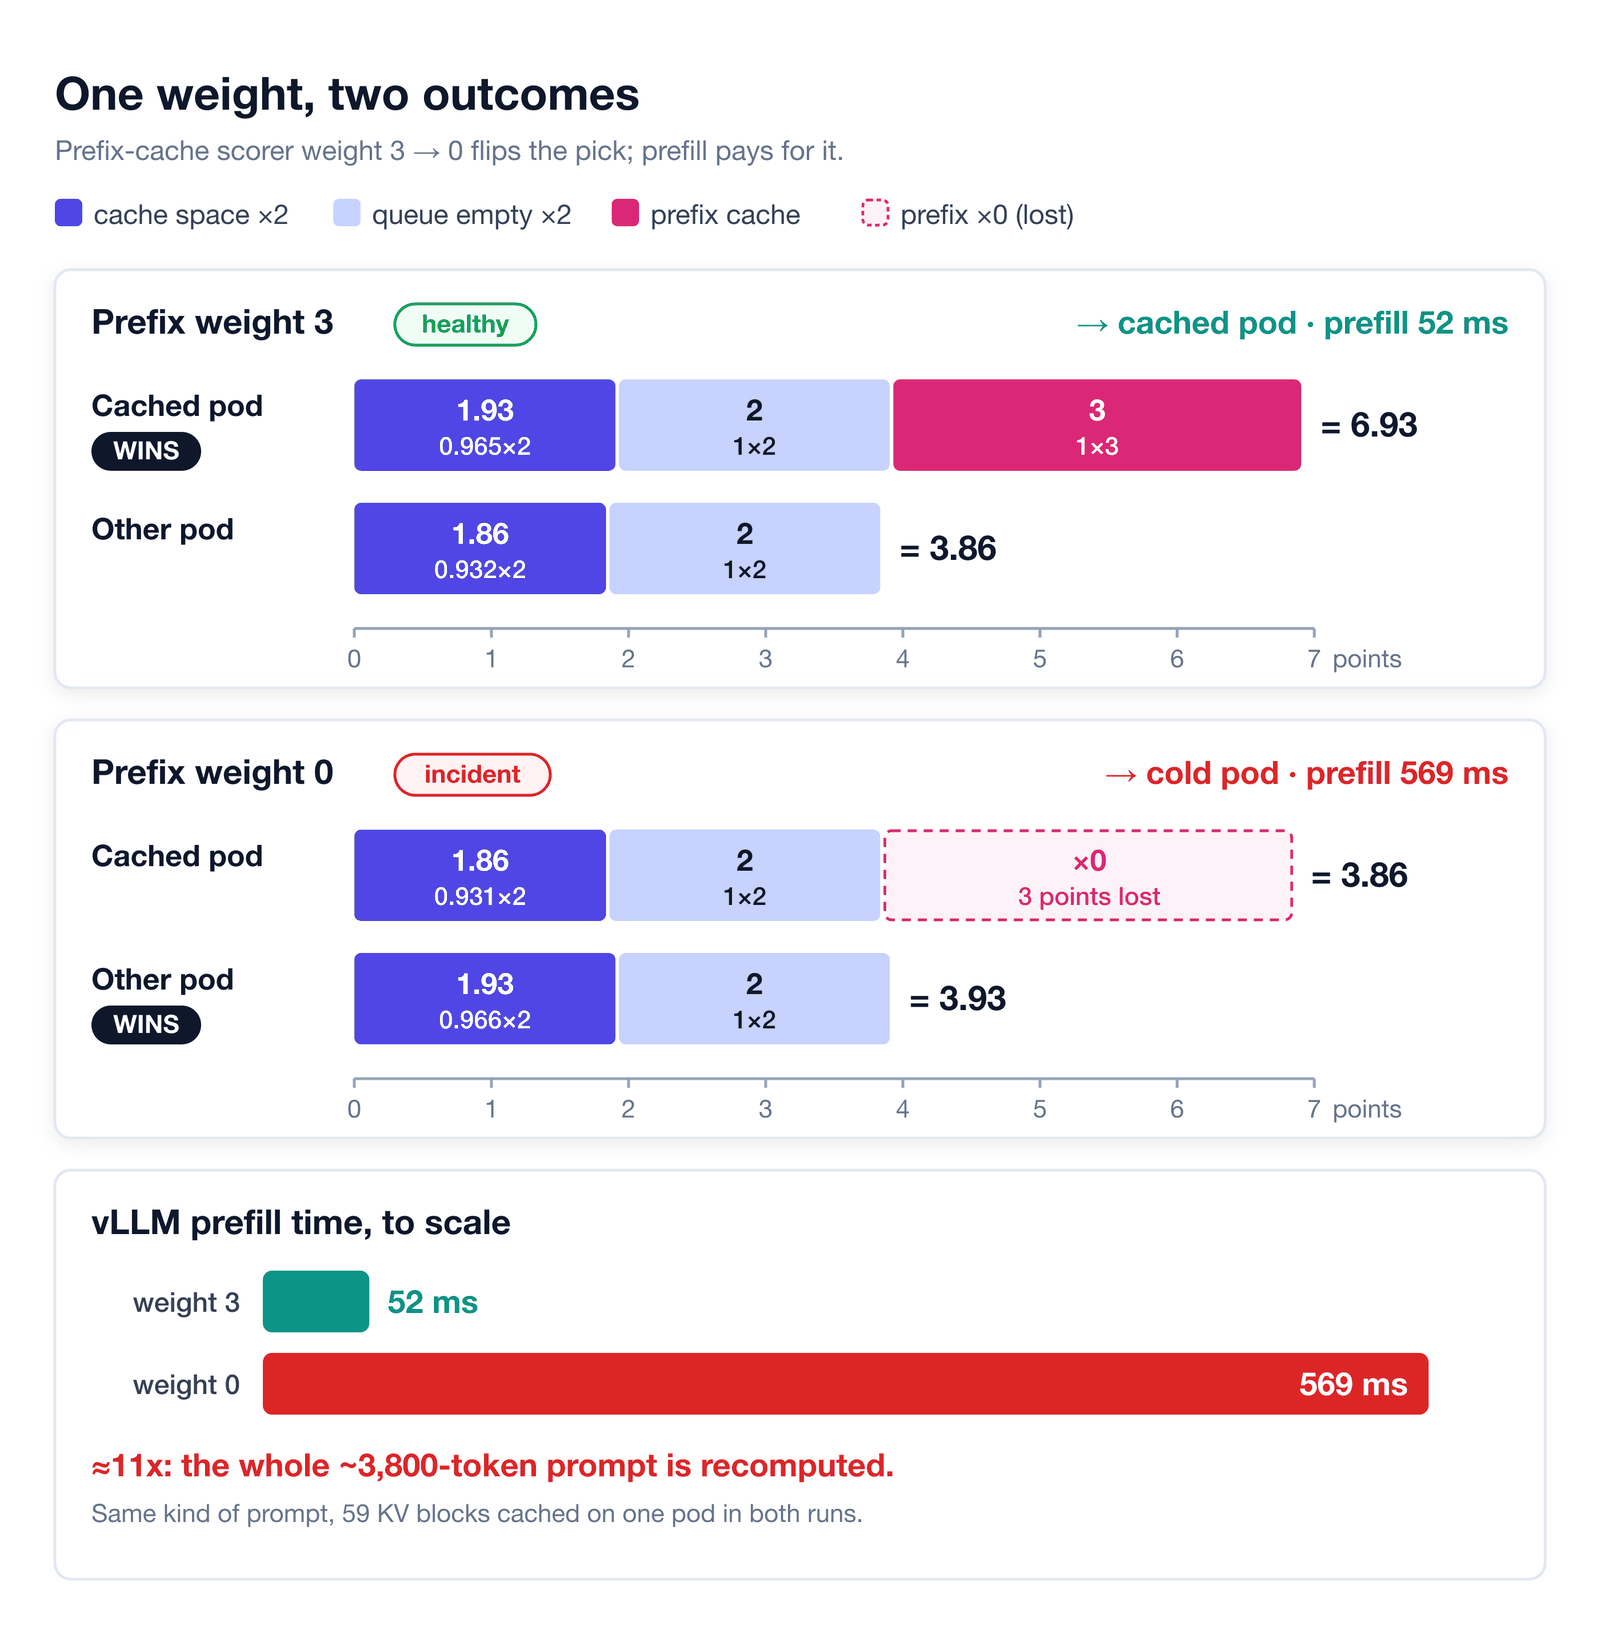 One weight, two outcomes
Prefix-cache scorer weight 3 → 0 flips the pick; prefill pays for it.
cache space ×2
queue empty ×2
prefix cache
prefix ×0 (lost)
Prefix weight 3
healthy
→ cached pod · prefill 52 ms
Cached pod
WINS
1.93
0.965×2
2
1×2
3
1×3
= 6.93
Other pod
1.86
0.932×2
2
1×2
= 3.86
0 1 2 3 4 5 6 7 points
Prefix weight 0
incident
→ cold pod · prefill 569 ms
Cached pod
1.86
0.931×2
2
1×2
×0
3 points lost
= 3.86
Other pod
WINS
1.93
0.966×2
2
1×2
= 3.93
0 1 2 3 4 5 6 7 points
vLLM prefill time, to scale
weight 3
52 ms
weight 0
569 ms
≈11x: the whole ~3,800-token prompt is recomputed.
Same kind of prompt, 59 KV blocks cached on one pod in both runs.